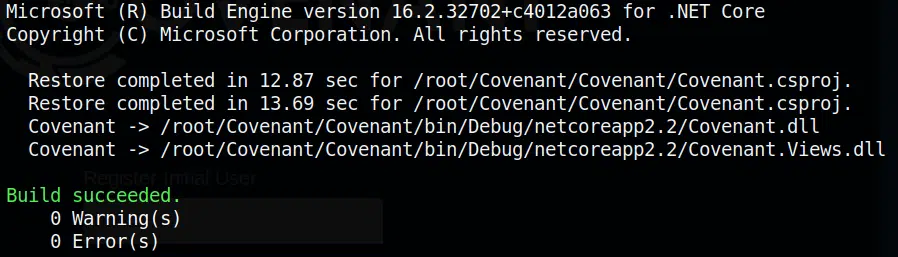 Microsoft (R) Build Engine version 16.2.32702+c4012a063 for .NET Core
Copyright (C) Microsoft Corporation. All rights reserved.
Restore completed in 12.87 sec for /root/Covenant/Covenant/Covenant.csproj.
Restore completed in 13.69 sec for /root/Covenant/Covenant/Covenant.csproj.
Covenant -> /root/Covenant/Covenant/bin/Debug/netcoreapp2.2/Covenant.dll
Covenant -> /root/Covenant/Covenant/bin/Debug/netcoreapp2.2/Covenant.Views.dll
Register Initial User
Build succeeded.
0 Warning(s)
0 Error(s)